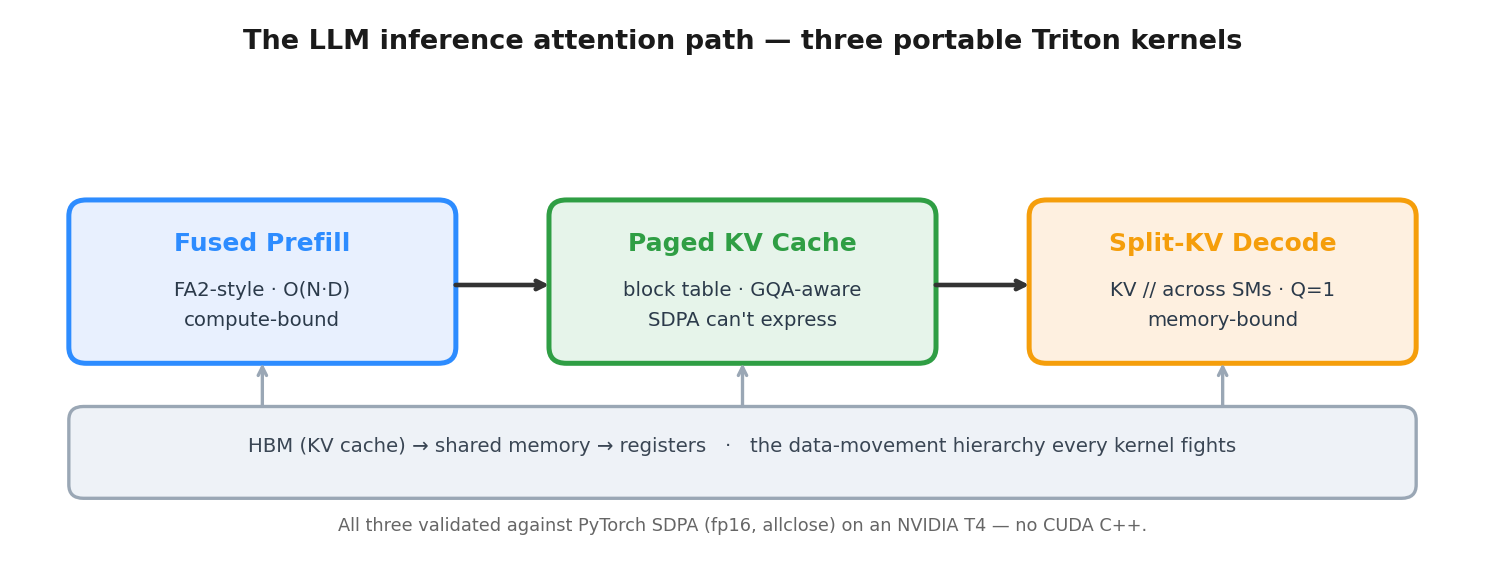 The LLM inference attention path — three portable Triton kernels
Fused Prefill
FA2-style · O(N·D)
compute-bound
Paged KV Cache
block table · GQA-aware
SDPA can't express
Split-KV Decode
KV // across SMs · Q=1
memory-bound
HBM (KV cache) → shared memory → registers · the data-movement hierarchy every kernel fights
All three validated against PyTorch SDPA (fp16, allclose) on an NVIDIA T4 — no CUDA C++.